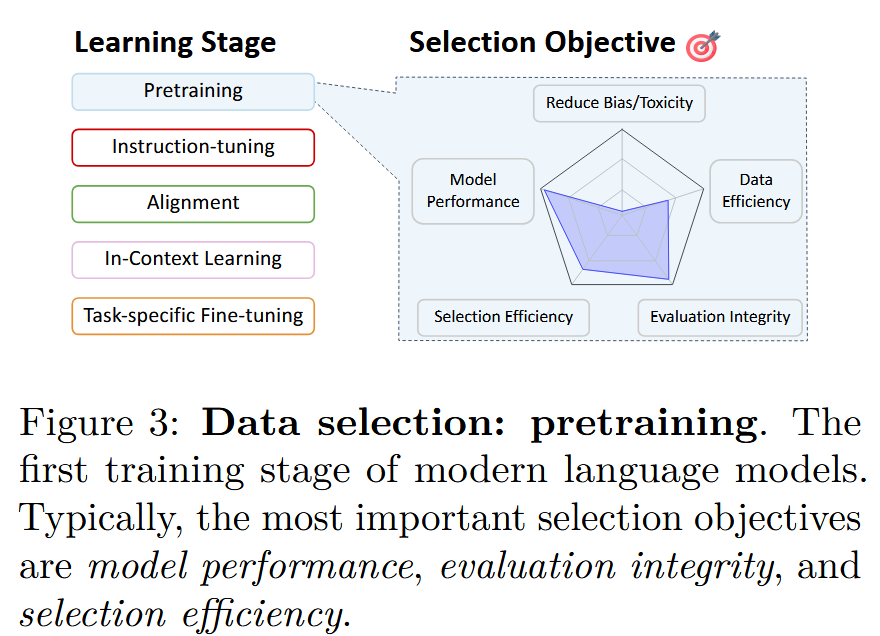 Learning Stage
Selection Objective
Pretraining
Instruction-tuning
Alignment
In-Context Learning
Task-specific Fine-tuning
Reduce Bias/Toxicity
Model
Performance
Data
Efficiency
Selection Efficiency
Evaluation Integrity
Figure 3: Data selection: pretraining. The
first training stage of modern language models.
Typically, the most important selection objectives
are model performance, evaluation integrity, and
selection efficiency.